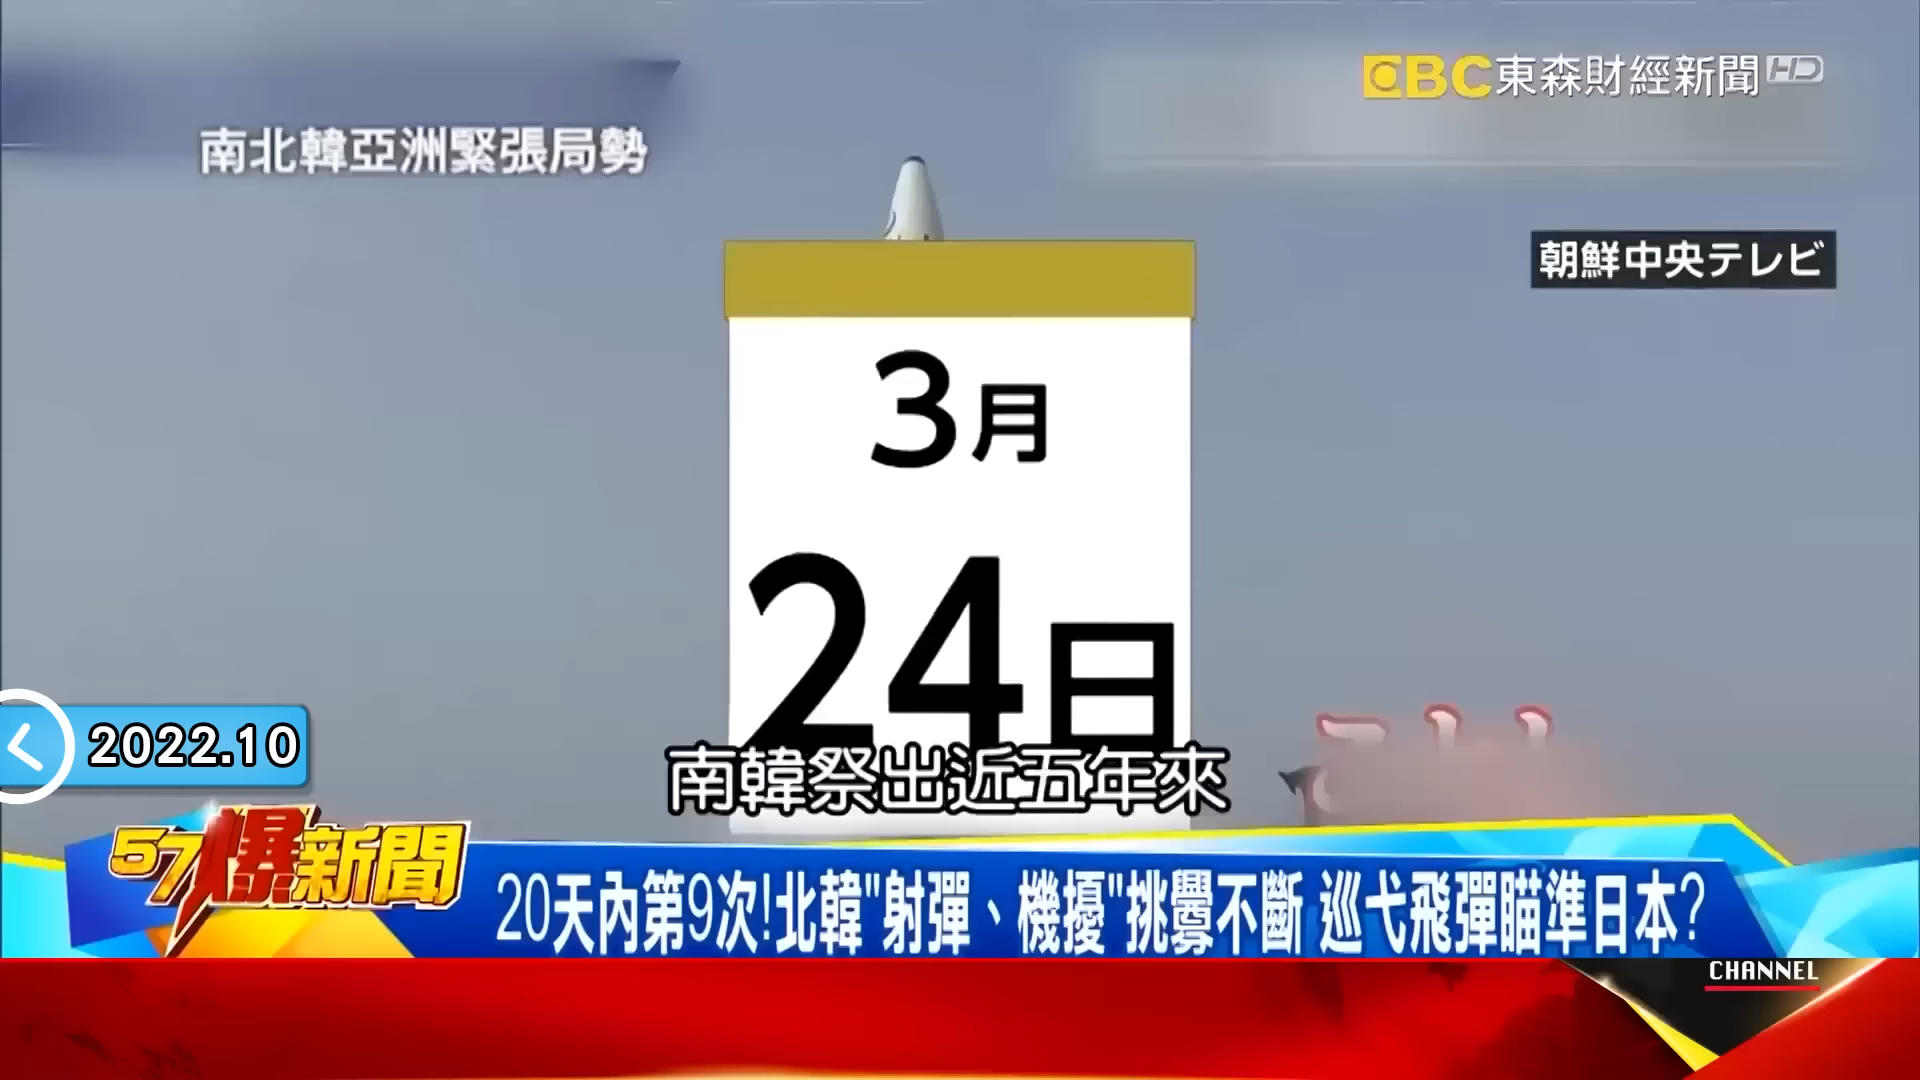 EBC東森財經新聞HD
南北韓亞洲緊張局勢
朝鮮中央テレビ
3月
24日
2022.10
南韓祭出近五年來
57爆新聞
20天內第9次!北韓"射彈、機擾"挑釁不斷 巡弋飛彈瞄準日本?
CHANNEL